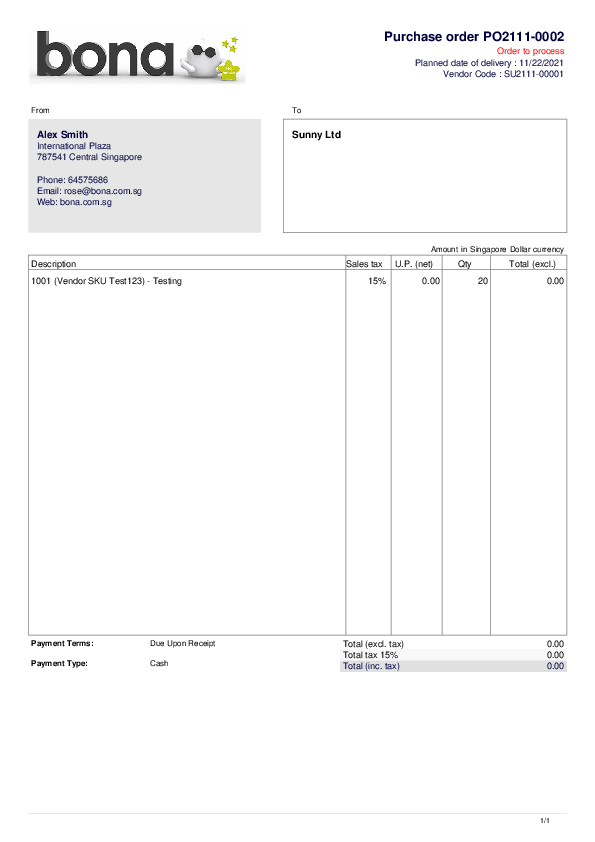 bona
Purchase order PO2111-0002
Order to process
Planned date of delivery : 11/22/2021
Vendor Code : SU2111-00001
From
To
Alex Smith
International Plaza
787541 Central Singapore
Phone: 64575686
Email: rose@bona.com.sg
Web: bona.com.sg
Sunny Ltd
Amount in Singapore Dollar currency
Description Sales tax U.P. (net) Qty Total (excl.)
1001 (Vendor SKU Test123) - Testing 15% 0.00 20 0.00
Payment Terms: Due Upon Receipt
Payment Type: Cash
Total (excl. tax) 0.00
Total tax 15% 0.00
Total (inc. tax) 0.00
1/1